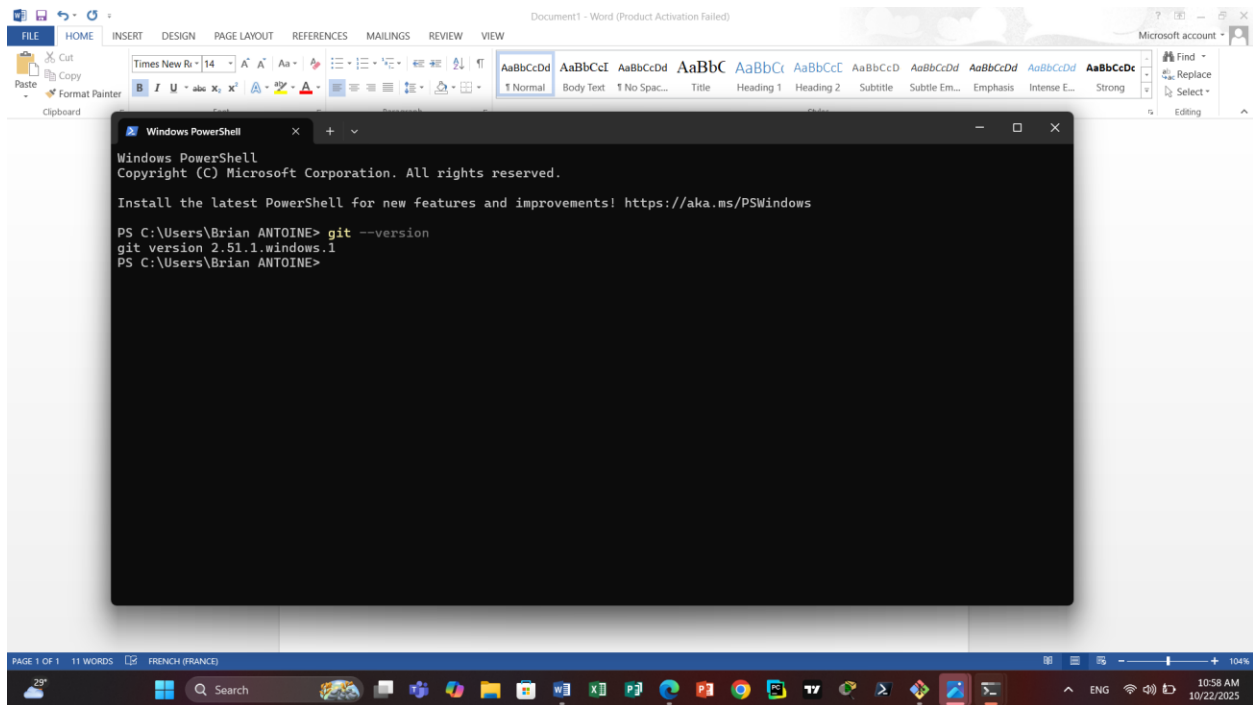 Document1 - Word (Product Activation Failed)
FILE HOME INSERT DESIGN PAGE LAYOUT REFERENCES MAILINGS REVIEW VIEW
Microsoft account
Cut
Copy
Format Painter
Paste
Clipboard
Times New R 14
AaBbCcDd AaBbCcI AaBbCcDd AaBbC AaBbCc AaBbCcE AaBbCcD AaBbCcDd AaBbCcDd AaBbCcDd AaBbCcDc
¶ Normal Body Text ¶ No Spac... Title Heading 1 Heading 2 Subtitle Subtle Em... Emphasis Intense E... Strong
Find
Replace
Select
Editing
Windows PowerShell
Windows PowerShell
Copyright (C) Microsoft Corporation. All rights reserved.
Install the latest PowerShell for new features and improvements! https://aka.ms/PSWindows
PS C:\Users\Brian ANTOINE> git --version
git version 2.51.1.windows.1
PS C:\Users\Brian ANTOINE>
PAGE 1 OF 1 11 WORDS FRENCH (FRANCE)
104%
29°
Search
ENG
10:58 AM
10/22/2025